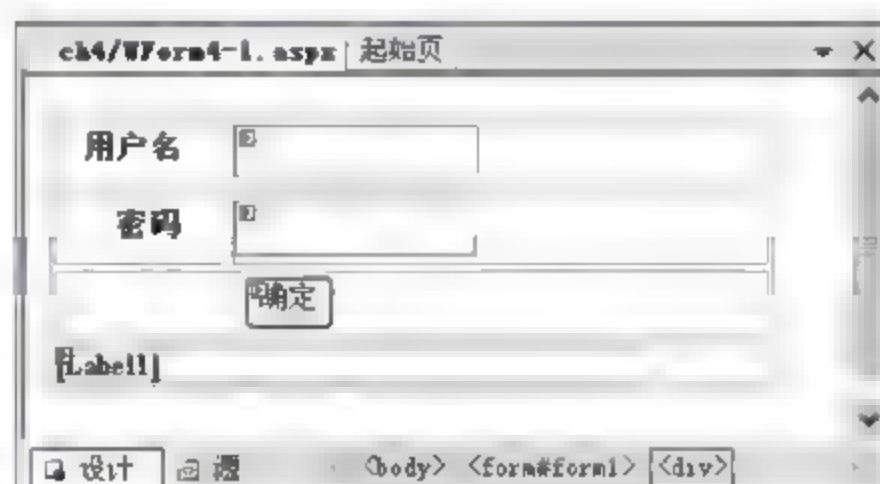 ch4/WForm4-1.aspx 起始页
用户名
密码
确定
[Label1]
设计 源 <body> <form#form1> <div>